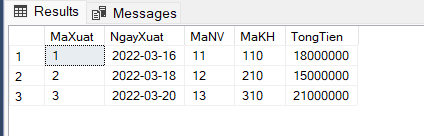 Results Messages
MaXuat NgayXuat MaNV MaKH TongTien
1 1 2022-03-16 11 110 18000000
2 2 2022-03-18 12 210 15000000
3 3 2022-03-20 13 310 21000000